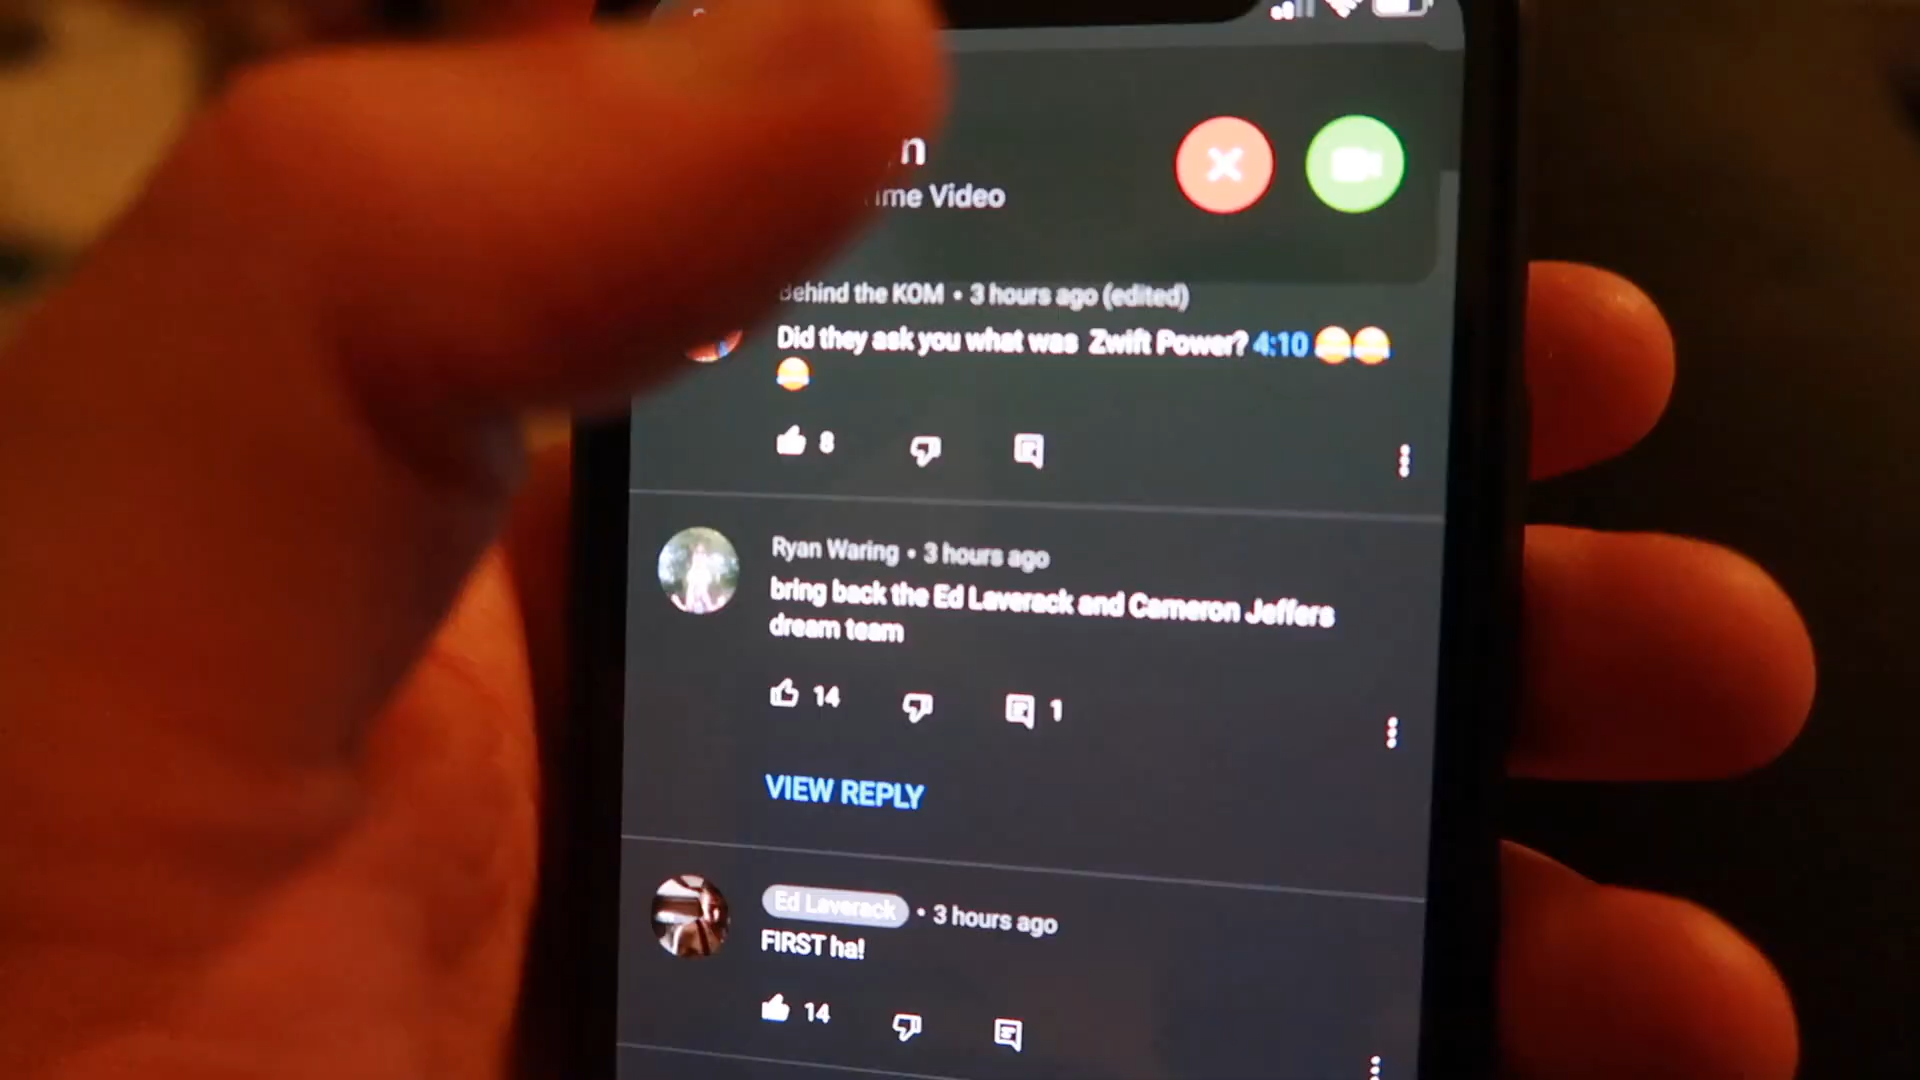 Video
Behind the KOM • 3 hours ago (edited)
Did they ask you what was Zwift Power? 4:10
8
Ryan Waring • 3 hours ago
bring back the Ed Laverack and Cameron Jeffers
dream team
14
1
VIEW REPLY
Ed Laverack • 3 hours ago
FIRST ha!
14